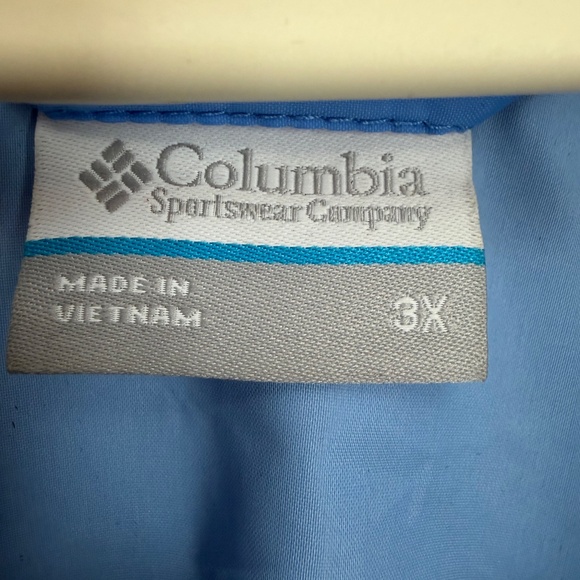 Columbia
Sportswear Company
MADE IN
VIETNAM
3X